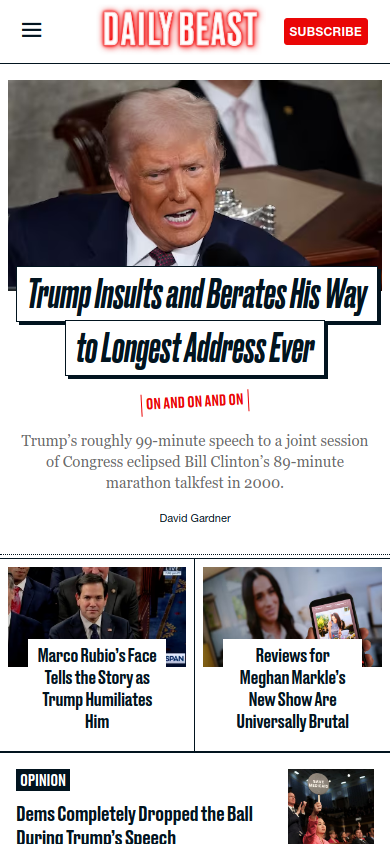 DAILY BEAST
SUBSCRIBE
Trump Insults and Berates His Way
to Longest Address Ever
ON AND ON AND ON
Trump's roughly 99-minute speech to a joint session
of Congress eclipsed Bill Clinton's 89-minute
marathon talkfest in 2000.
David Gardner
LIVE
SPAN
Marco Rubio's Face
Tells the Story as
Trump Humiliates
Him
Reviews for
Meghan Markle's
New Show Are
Universally Brutal
OPINION
SAVE
MEDICAID
Dems Completely Dropped the Ball
During Trump's Speech